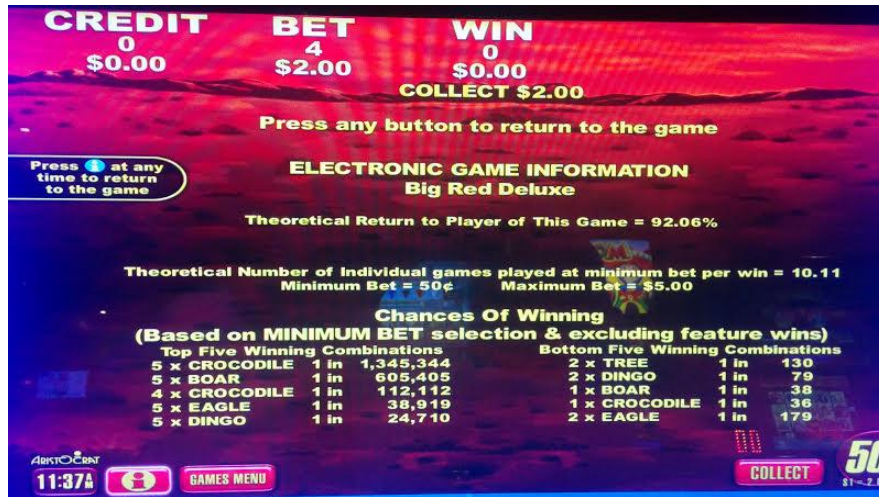 CREDIT BET WIN
0 4 0
$0.00 $2.00 $0.00
COLLECT $2.00
Press any button to return to the game
Press i at any
time to return
to the game
ELECTRONIC GAME INFORMATION
Big Red Deluxe
Theoretical Return to Player of This Game = 92.06%
Theoretical Number of Individual games played at minimum bet per win = 10.11
Minimum Bet = 50¢ Maximum Bet = $5.00
Chances Of Winning
(Based on MINIMUM BET selection & excluding feature wins)
Top Five Winning Combinations Bottom Five Winning Combinations
5 x CROCODILE 1 in 1,345,344 2 x TREE 1 in 130
5 x BOAR 1 in 605,405 2 x DINGO 1 in 79
4 x CROCODILE 1 in 112,112 1 x BOAR 1 in 38
5 x EAGLE 1 in 38,919 1 x CROCODILE 1 in 36
5 x DINGO 1 in 24,710 2 x EAGLE 1 in 179
ARISTOCRAT
11:37 i GAMES MENU COLLECT 50